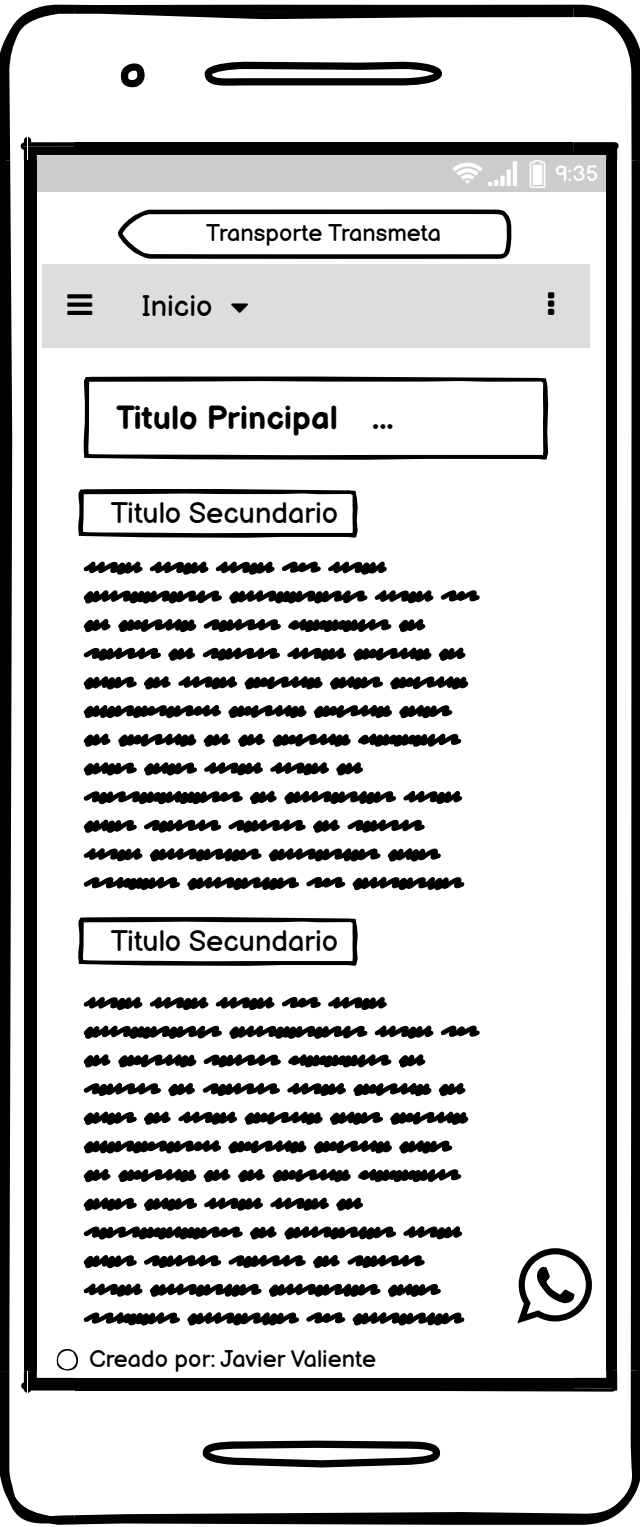 9:35
Transporte Transmeta
Inicio
Titulo Principal ...
Titulo Secundario
Titulo Secundario
Creado por: Javier Valiente